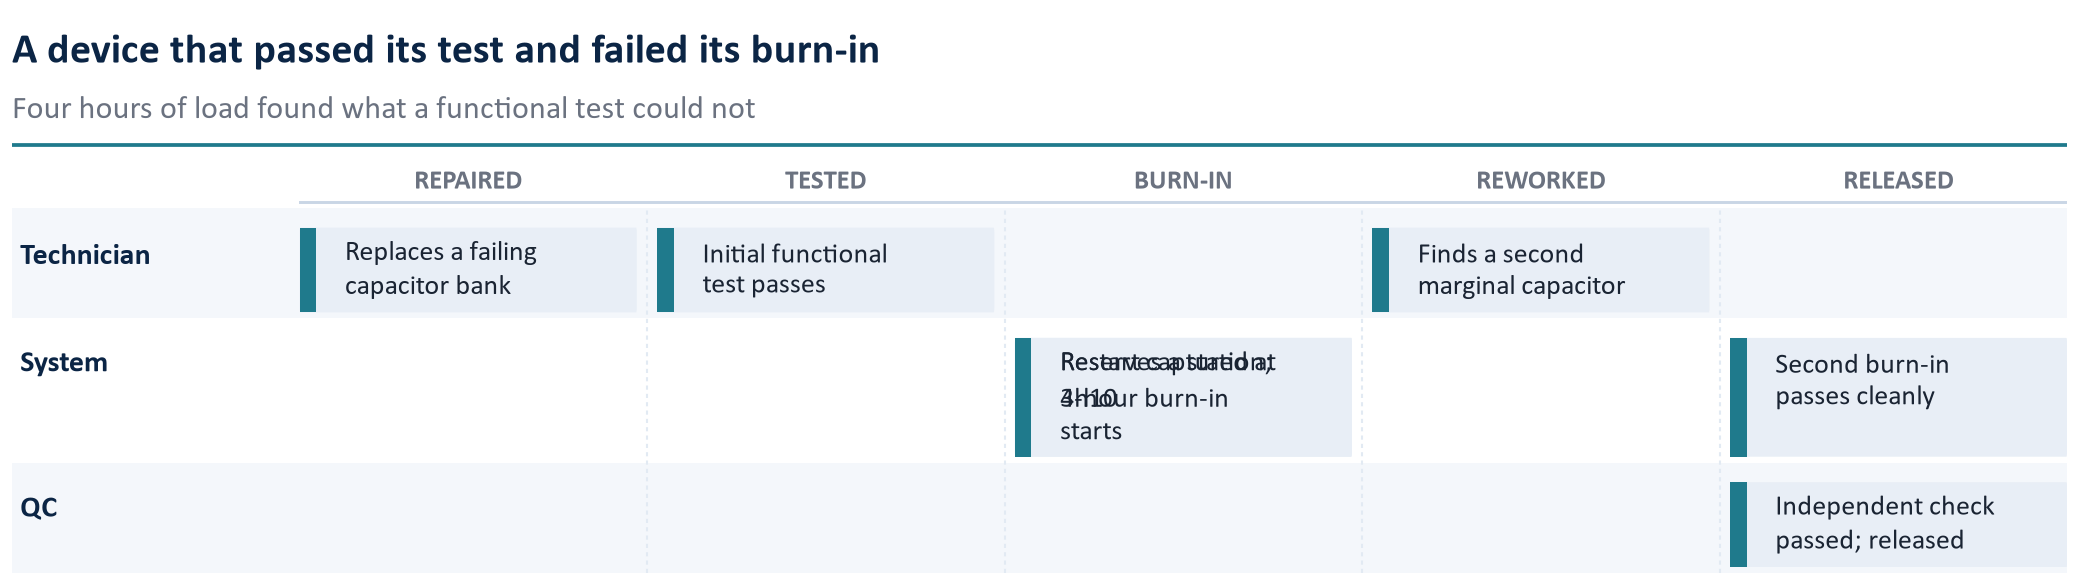 A device that passed its test and failed its burn-in
Four hours of load found what a functional test could not
REPAIRED
TESTED
BURN-IN
REWORKED
RELEASED
Technician
Replaces a failing
capacitor bank
Initial functional
test passes
Finds a second
marginal capacitor
System
burn-in
starts
Second burn-in
passes cleanly
QC
Independent check
passed; released